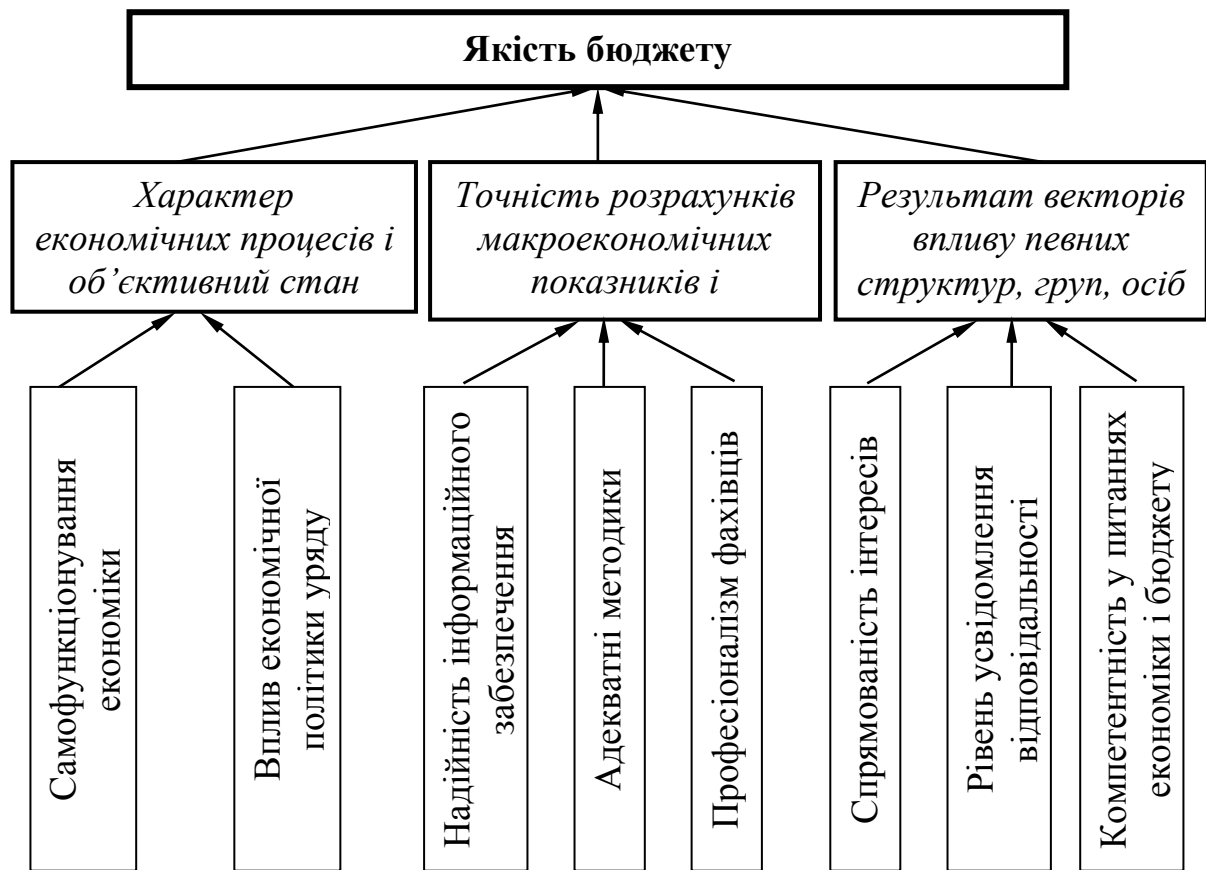 Якість бюджету
Характер
економічних процесів і
об’єктивний стан
Точність розрахунків
макроекономічних
показників і
Результат векторів
впливу певних
структур, груп, осіб
Самофункціонування
економіки
Вплив економічної
політики уряду
Надійність інформаційного
забезпечення
Адекватні методики
Професіоналізм фахівців
Спрямованість інтересів
Рівень усвідомлення
відповідальності
Компетентність у питаннях
економіки і бюджету